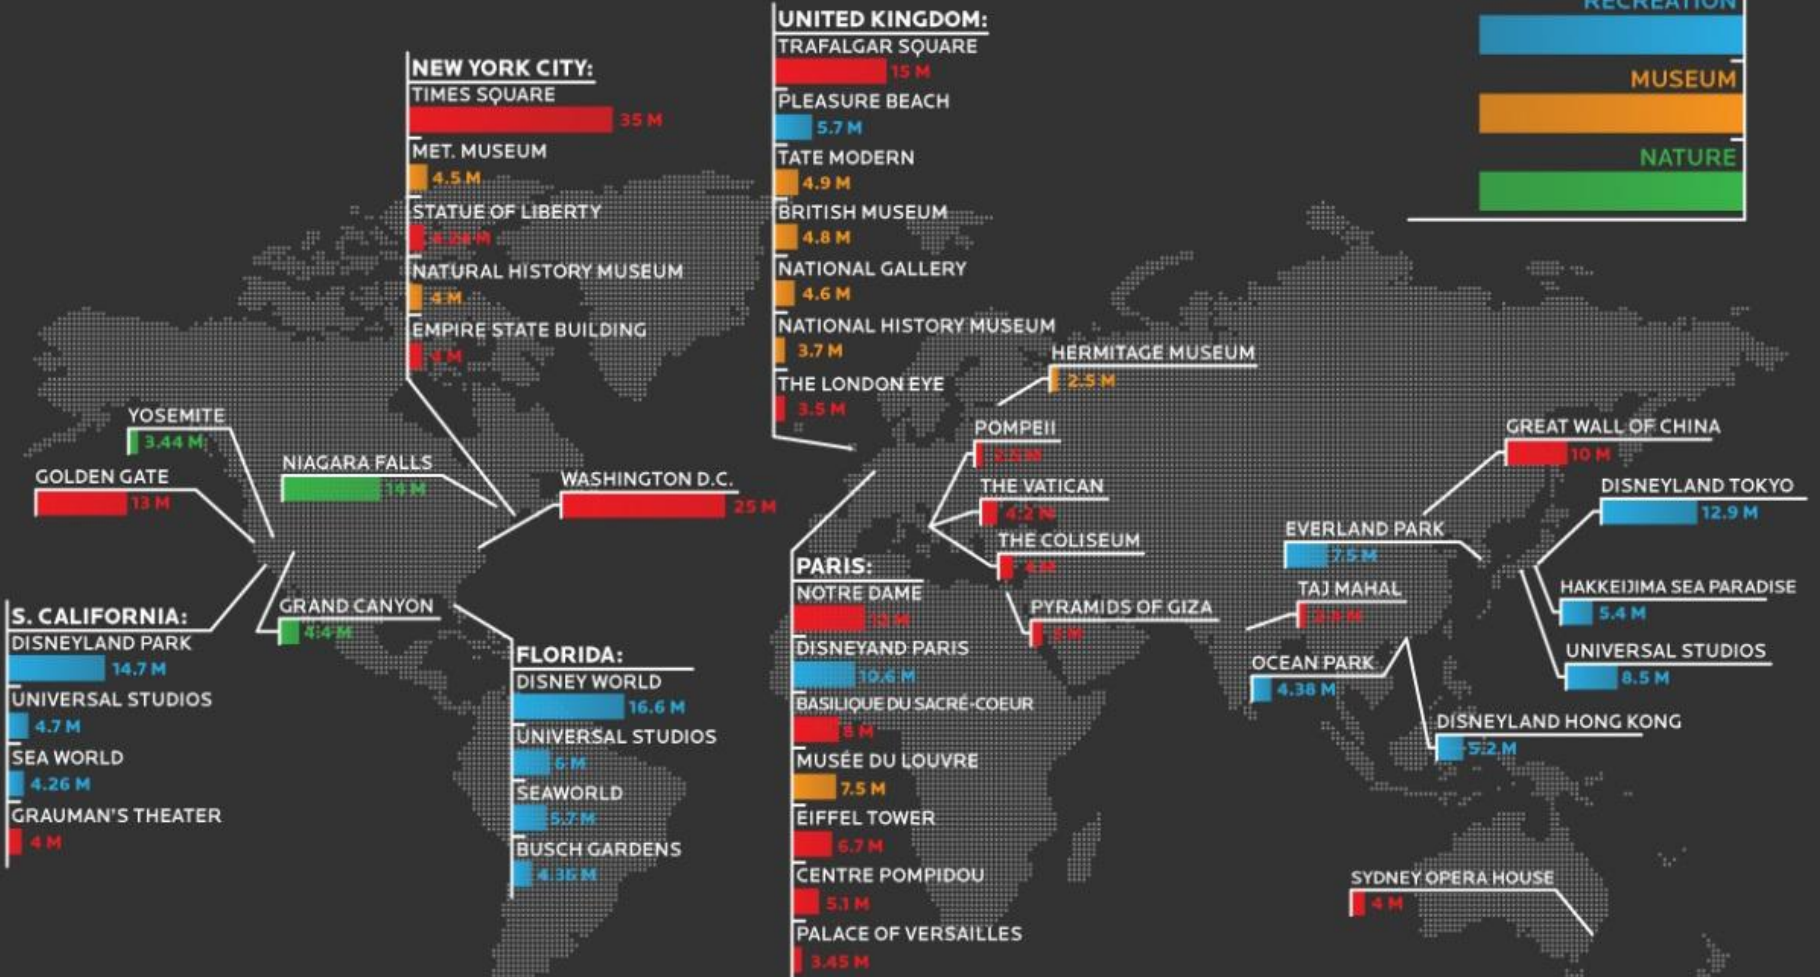 RECREATION
MUSEUM
NATURE
NEW YORK CITY:
TIMES SQUARE
35 M
MET. MUSEUM
4.5 M
STATUE OF LIBERTY
4.24 M
NATURAL HISTORY MUSEUM
4 M
EMPIRE STATE BUILDING
4 M
UNITED KINGDOM:
TRAFALGAR SQUARE
15 M
PLEASURE BEACH
5.7 M
TATE MODERN
4.9 M
BRITISH MUSEUM
4.8 M
NATIONAL GALLERY
4.6 M
NATIONAL HISTORY MUSEUM
3.7 M
THE LONDON EYE
3.5 M
HERMITAGE MUSEUM
2.5 M
YOSEMITE
3.44 M
GOLDEN GATE
13 M
NIAGARA FALLS
14 M
WASHINGTON D.C.
25 M
POMPEII
2.5 M
THE VATICAN
4.2 M
THE COLISEUM
4 M
GREAT WALL OF CHINA
10 M
DISNEYLAND TOKYO
12.9 M
EVERLAND PARK
7.5 M
HAKKEIJIMA SEA PARADISE
5.4 M
UNIVERSAL STUDIOS
8.5 M
TAJ MAHAL
PYRAMIDS OF GIZA
3 M
OCEAN PARK
4.38 M
DISNEYLAND HONG KONG
5.2 M
GRAND CANYON
4.4 M
S. CALIFORNIA:
DISNEYLAND PARK
14.7 M
UNIVERSAL STUDIOS
4.7 M
SEA WORLD
4.26 M
GRAUMAN'S THEATER
4 M
FLORIDA:
DISNEY WORLD
16.6 M
UNIVERSAL STUDIOS
6 M
SEAWORLD
5.7 M
BUSCH GARDENS
4.35 M
PARIS:
NOTRE DAME
12 M
DISNEYAND PARIS
10.6 M
BASILIQUE DU SACRÉ-COEUR
8 M
MUSÉE DU LOUVRE
7.5 M
EIFFEL TOWER
6.7 M
CENTRE POMPIDOU
5.1 M
PALACE OF VERSAILLES
3.45 M
SYDNEY OPERA HOUSE
4 M